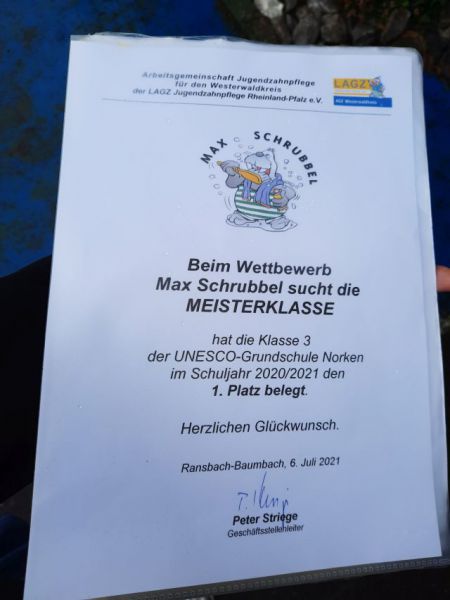 Arbeitsgemeinschaft Jugendzahnpflege
für den Westerwaldkreis
der LAGZ Jugendzahnpflege Rheinland-Pfalz e.V.
LAGZ
AGZ Westerwaldkreis
MAX SCHRUBBEL
Beim Wettbewerb
Max Schrubbel sucht die
MEISTERKLASSE
hat die Klasse 3
der UNESCO-Grundschule Norken
im Schuljahr 2020/2021 den
1. Platz belegt.
Herzlichen Glückwunsch.
Ransbach-Baumbach, 6. Juli 2021
Peter Striege
Geschäftsstellenleiter